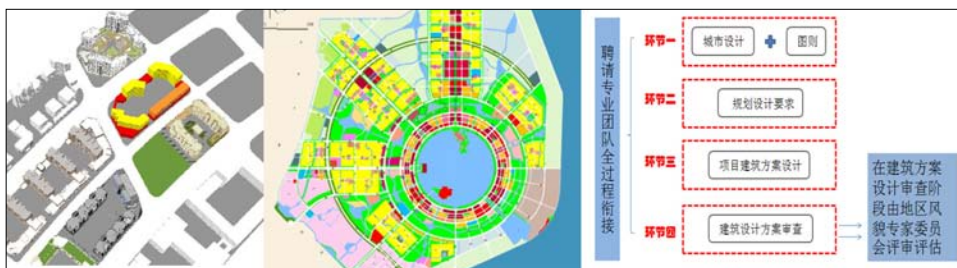 聘请专业团队全过程衔接
环节一
城市设计
图则
环节二
规划设计要求
环节三
项目建筑方案设计
环节四
建筑设计方案审查
在建筑方案
设计审查阶
段由地区风
貌专家委员
会评审评估